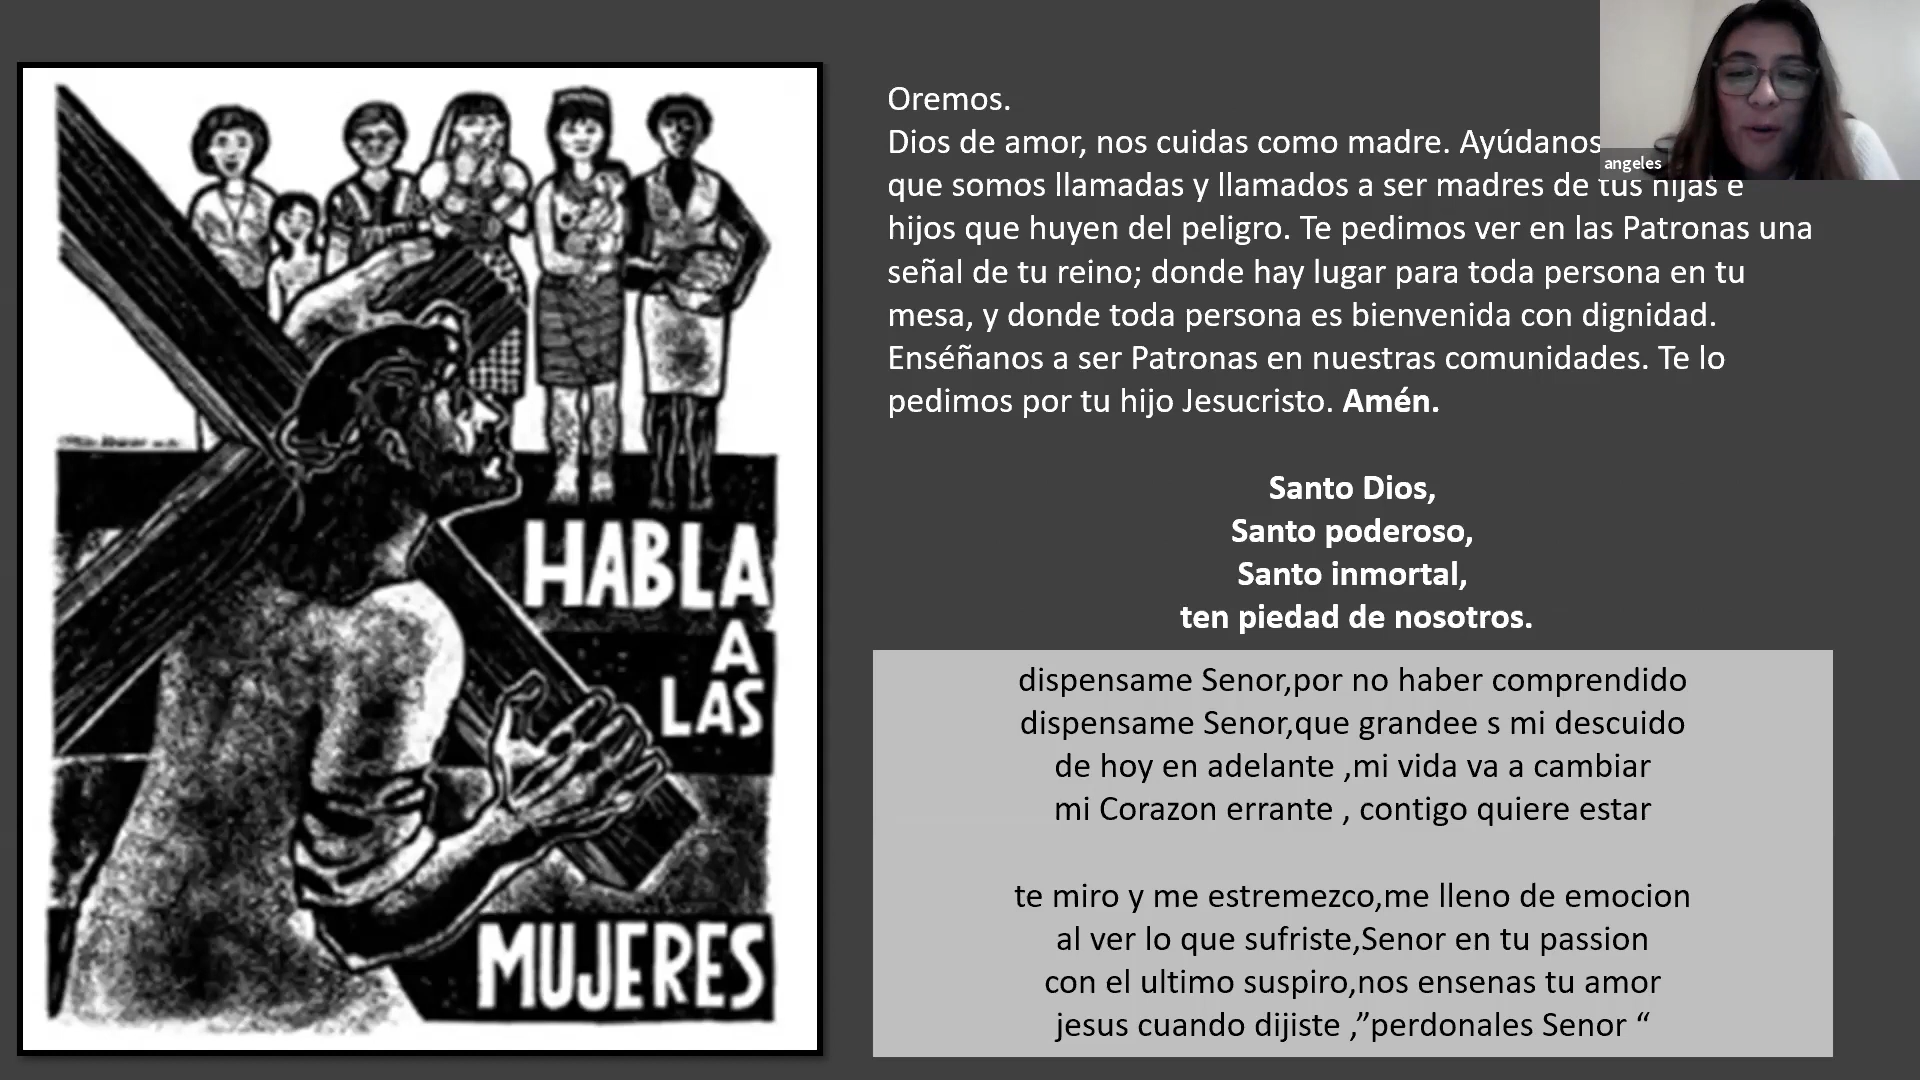 HABLA
A
LAS
MUJERES
Oremos.
Dios de amor, nos cuidas como madre. Ayúdanos
que somos llamadas y llamados a ser madres de tus hijas e
hijos que huyen del peligro. Te pedimos ver en las Patronas una
señal de tu reino; donde hay lugar para toda persona en tu
mesa, y donde toda persona es bienvenida con dignidad.
Enséñanos a ser Patronas en nuestras comunidades. Te lo
pedimos por tu hijo Jesucristo. Amén.
Santo Dios,
Santo poderoso,
Santo inmortal,
ten piedad de nosotros.
dispensame Senor,por no haber comprendido
dispensame Senor,que grandee s mi descuido
de hoy en adelante ,mi vida va a cambiar
mi Corazon errante , contigo quiere estar
te miro y me estremezco,me lleno de emocion
al ver lo que sufriste,Senor en tu passion
con el ultimo suspiro,nos ensenas tu amor
jesus cuando dijiste ,”perdonales Senor “
angeles